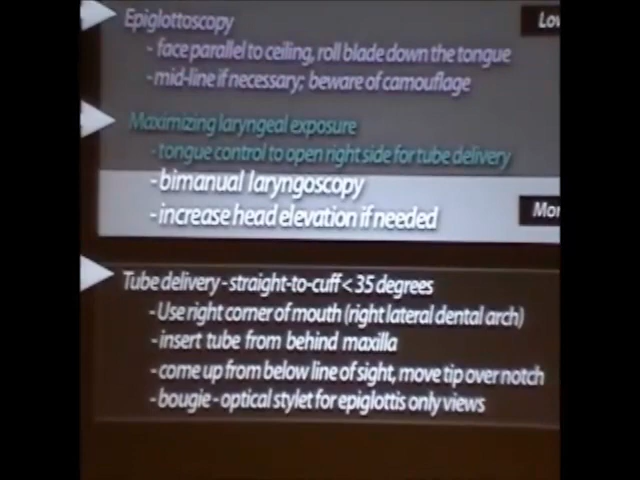 Epiglottoscopy
- face parallel to ceiling, roll blade down the tongue
- mid-line if necessary; beware of camouflage
Maximizing laryngeal exposure
- tongue control to open right side for tube delivery
- bimanual laryngoscopy
- increase head elevation if needed
Tube delivery - straight-to-cuff < 35 degrees
- Use right corner of mouth (right lateral dental arch)
- insert tube from behind maxilla
- come up from below line of sight, move tip over notch
- bougie - optical stylet for epiglottis only views